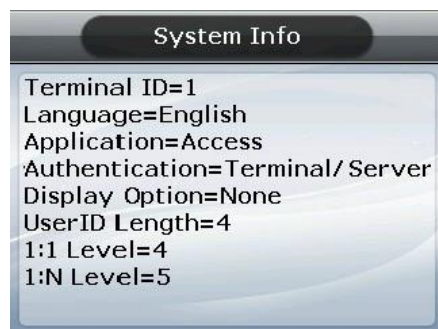 System Info
Terminal ID=1
Language=English
Application=Access
Authentication=Terminal/Server
Display Option=None
UserID Length=4
1:1 Level=4
1:N Level=5